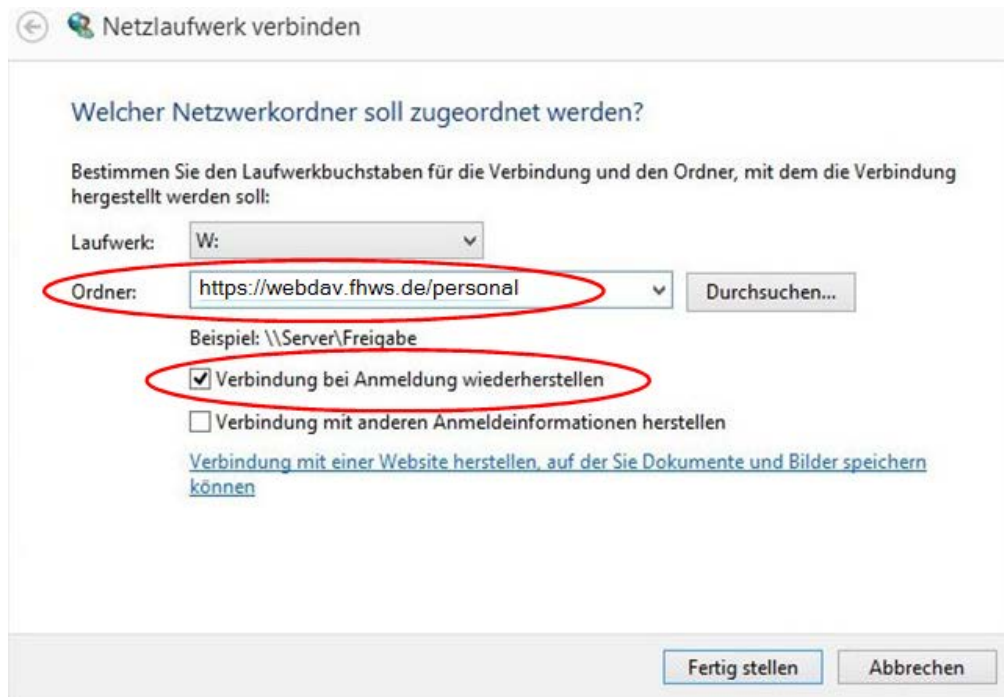 Netzlaufwerk verbinden
Welcher Netzwerkordner soll zugeordnet werden?
Bestimmen Sie den Laufwerkbuchstaben für die Verbindung und den Ordner, mit dem die Verbindung
hergestellt werden soll:
Laufwerk: W:
Ordner: https://webdav.fhws.de/personal Durchsuchen...
Beispiel: \\Server\Freigabe
Verbindung bei Anmeldung wiederherstellen
Verbindung mit anderen Anmeldeinformationen herstellen
Verbindung mit einer Website herstellen, auf der Sie Dokumente und Bilder speichern
können
Fertig stellen Abbrechen